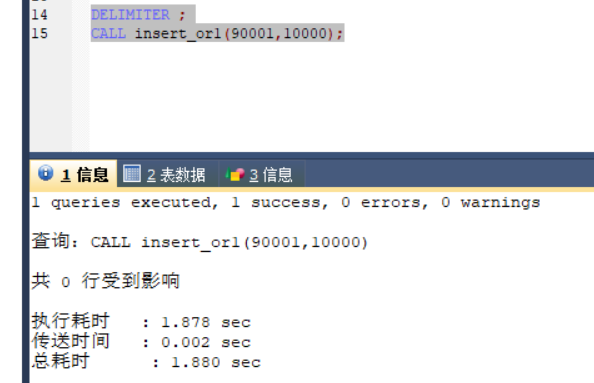 14 DELIMITER ;
15 CALL insert_or1(90001,10000);
1 信息 2 表数据 3 信息
1 queries executed, 1 success, 0 errors, 0 warnings
查询: CALL insert_or1(90001,10000)
共 0 行受到影响
执行耗时 : 1.878 sec
传送时间 : 0.002 sec
总耗时 : 1.880 sec